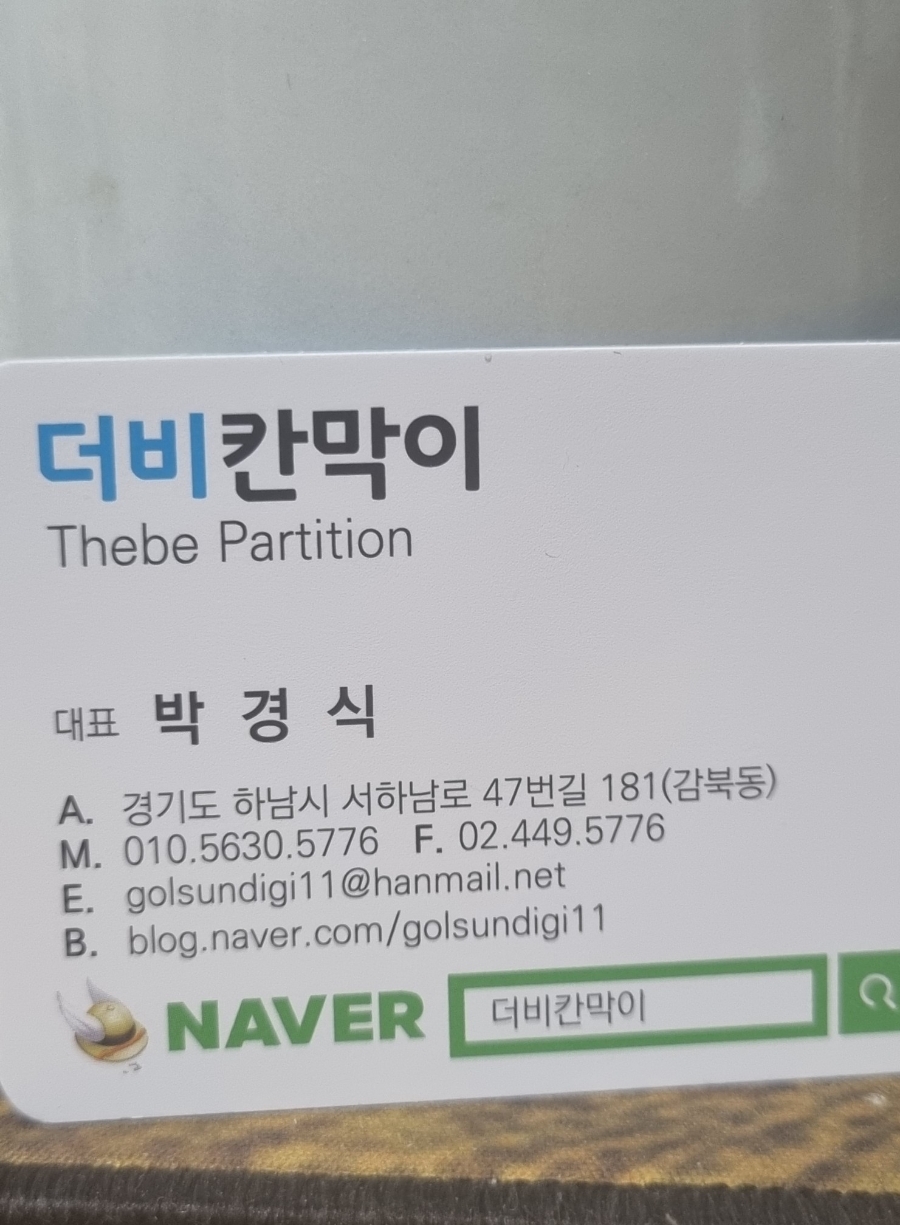 더비칸막이
Thebe Partition
대표 박 경 식
A. 경기도 하남시 서하남로 47번길 181(감북동)
M. 010.5630.5776 F. 02.449.5776
E. golsundigi11@hanmail.net
B. blog.naver.com/golsundigi11
NAVER 더비칸막이